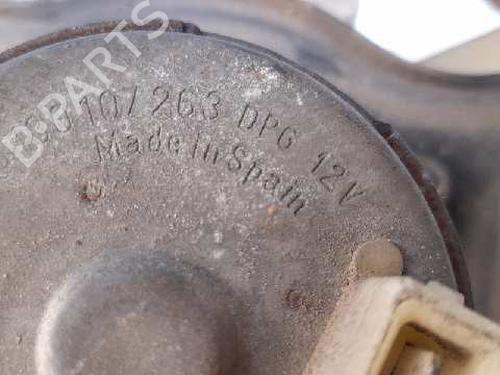 B-PARTS
10/263 DPG 12V
Made in Spain